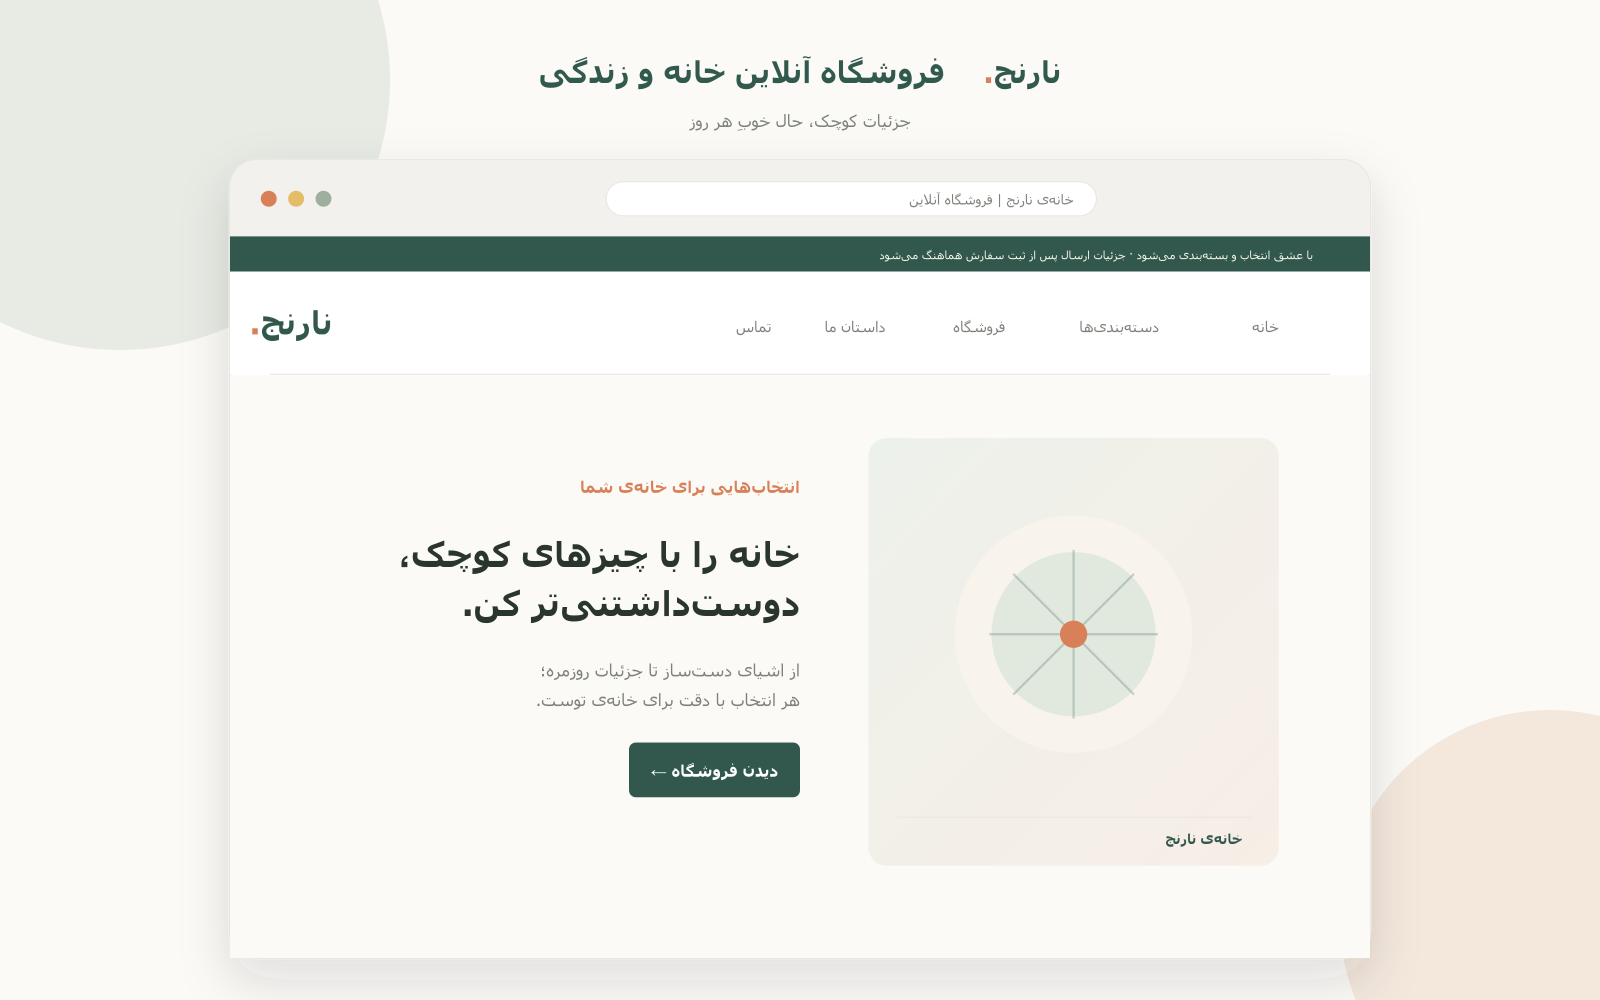 نارنج. فروشگاه آنلاین خانه و زندگی
جزئیات کوچک، حال خوبِ هر روز
خانه‌ی نارنج | فروشگاه آنلاین
با عشق انتخاب و بسته‌بندی می‌شود · جزئیات ارسال پس از ثبت سفارش هماهنگ می‌شود
خانه دسته‌بندی‌ها فروشگاه داستان ما تماس نارنج.
انتخاب‌هایی برای خانه‌ی شما
خانه را با چیزهای کوچک،
دوست‌داشتنی‌تر کن.
از اشیای دست‌ساز تا جزئیات روزمره؛
هر انتخاب با دقت برای خانه‌ی توست.
دیدن فروشگاه ←
خانه‌ی نارنج